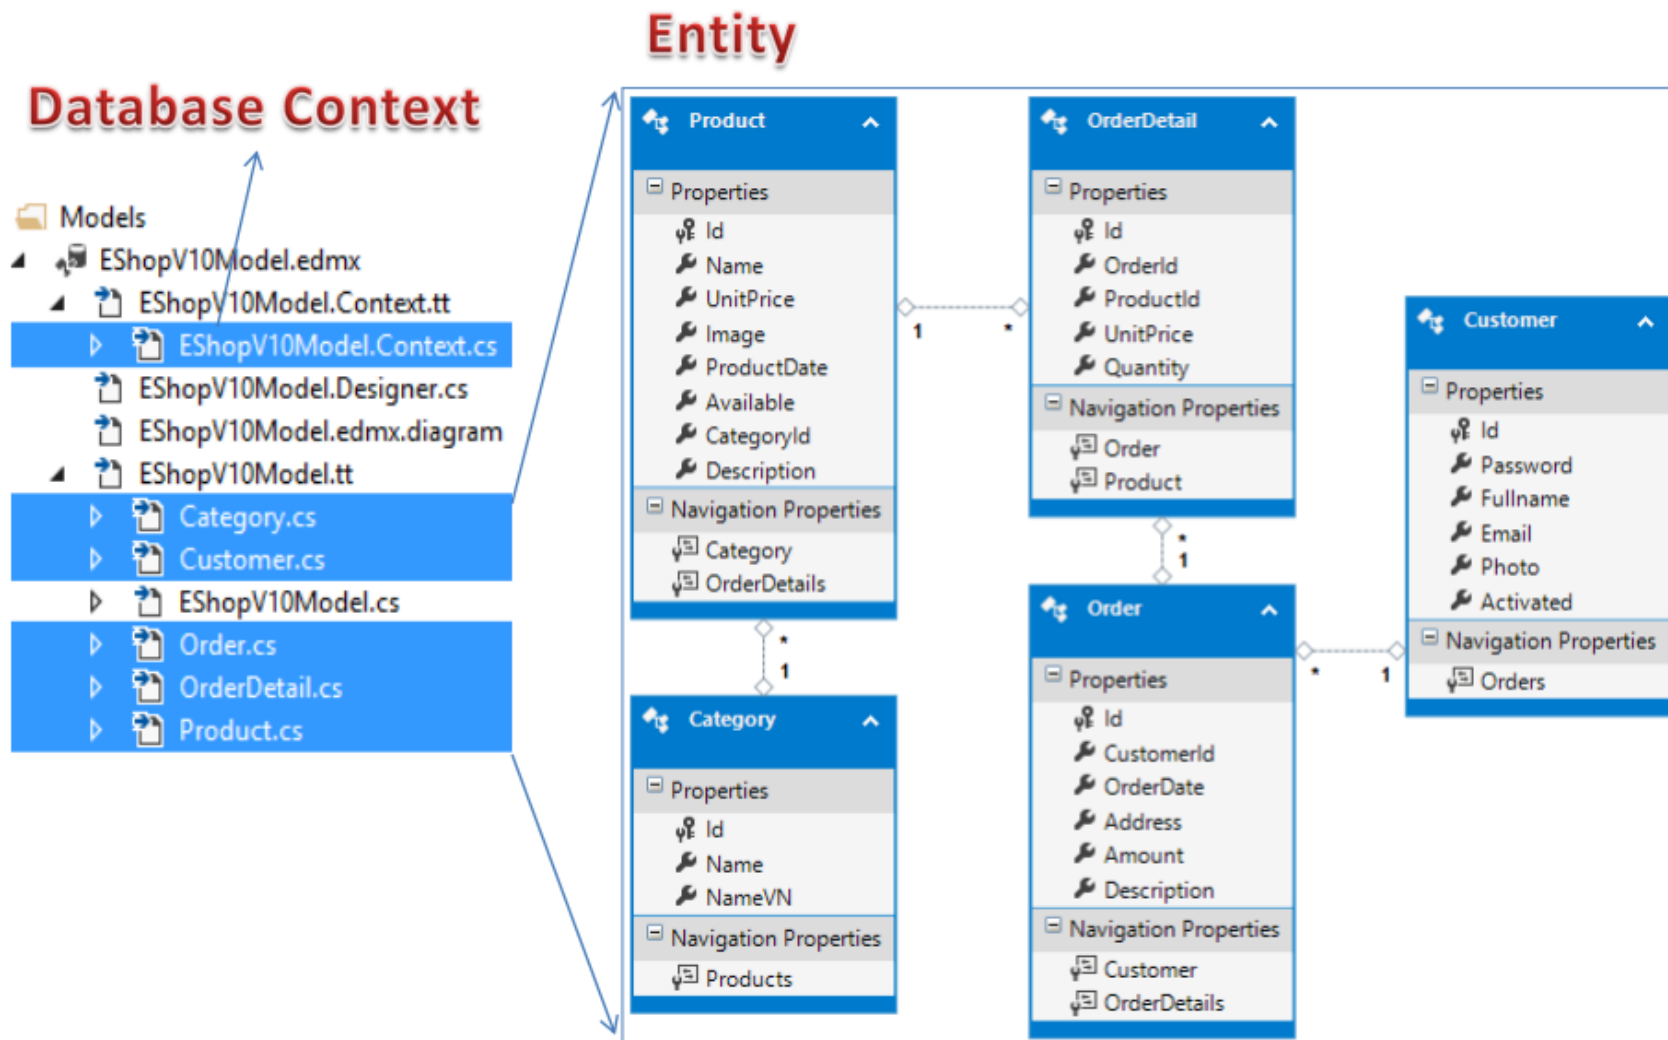 Entity
Database Context
Models
EShopV10Model.edmx
EShopV10Model.Context.tt
EShopV10Model.Context.cs
EShopV10Model.Designer.cs
EShopV10Model.edmx.diagram
EShopV10Model.tt
Category.cs
Customer.cs
EShopV10Model.cs
Order.cs
OrderDetail.cs
Product.cs
Product
Properties
Id
Name
UnitPrice
Image
ProductDate
Available
CategoryId
Description
Navigation Properties
Category
OrderDetails
*
1
Category
Properties
Id
Name
NameVN
Navigation Properties
Products
1 *
OrderDetail
Properties
Id
OrderId
ProductId
UnitPrice
Quantity
Navigation Properties
Order
Product
*
1
Order
Properties
Id
CustomerId
OrderDate
Address
Amount
Description
Navigation Properties
Customer
OrderDetails
* 1
Customer
Properties
Id
Password
Fullname
Email
Photo
Activated
Navigation Properties
Orders